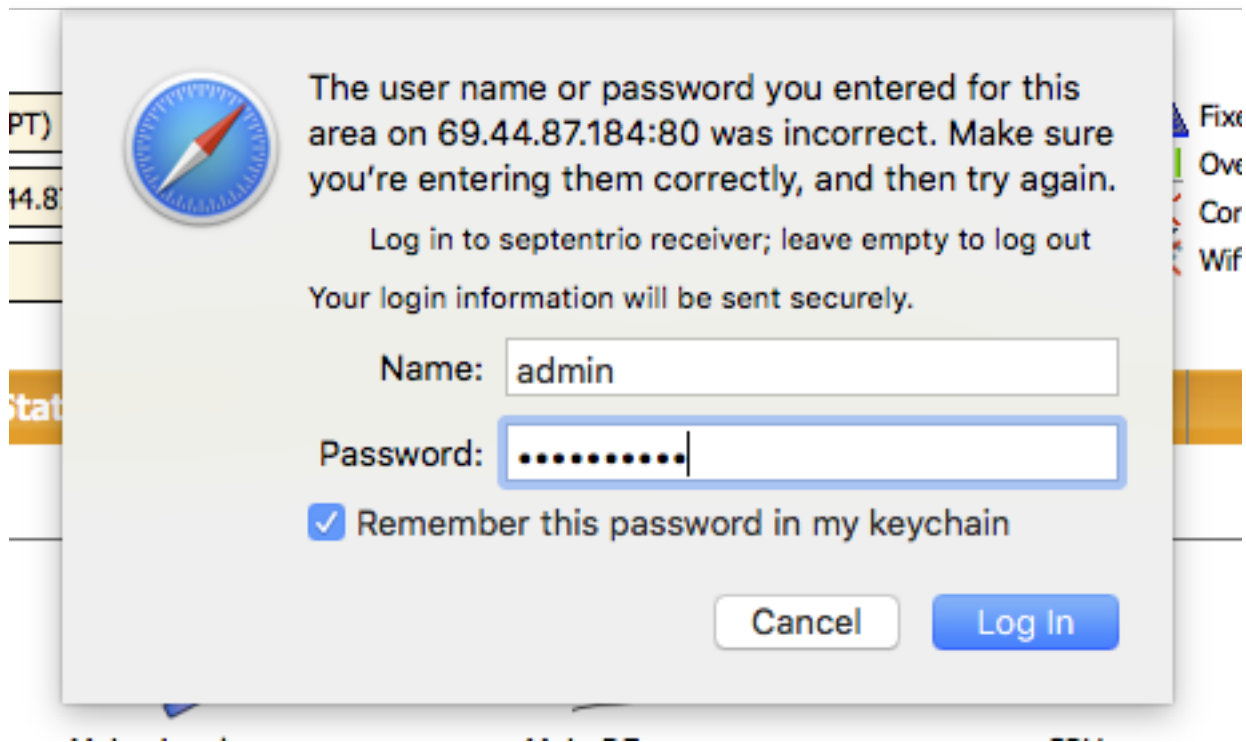 The user name or password you entered for this
area on 69.44.87.184:80 was incorrect. Make sure
you're entering them correctly, and then try again.
Log in to septentrio receiver; leave empty to log out
Your login information will be sent securely.
Name: admin
Password: ••••••••••
Remember this password in my keychain
Cancel Log In
PT)
44.8
Stat
Fixe
Ove
Cor
Wif